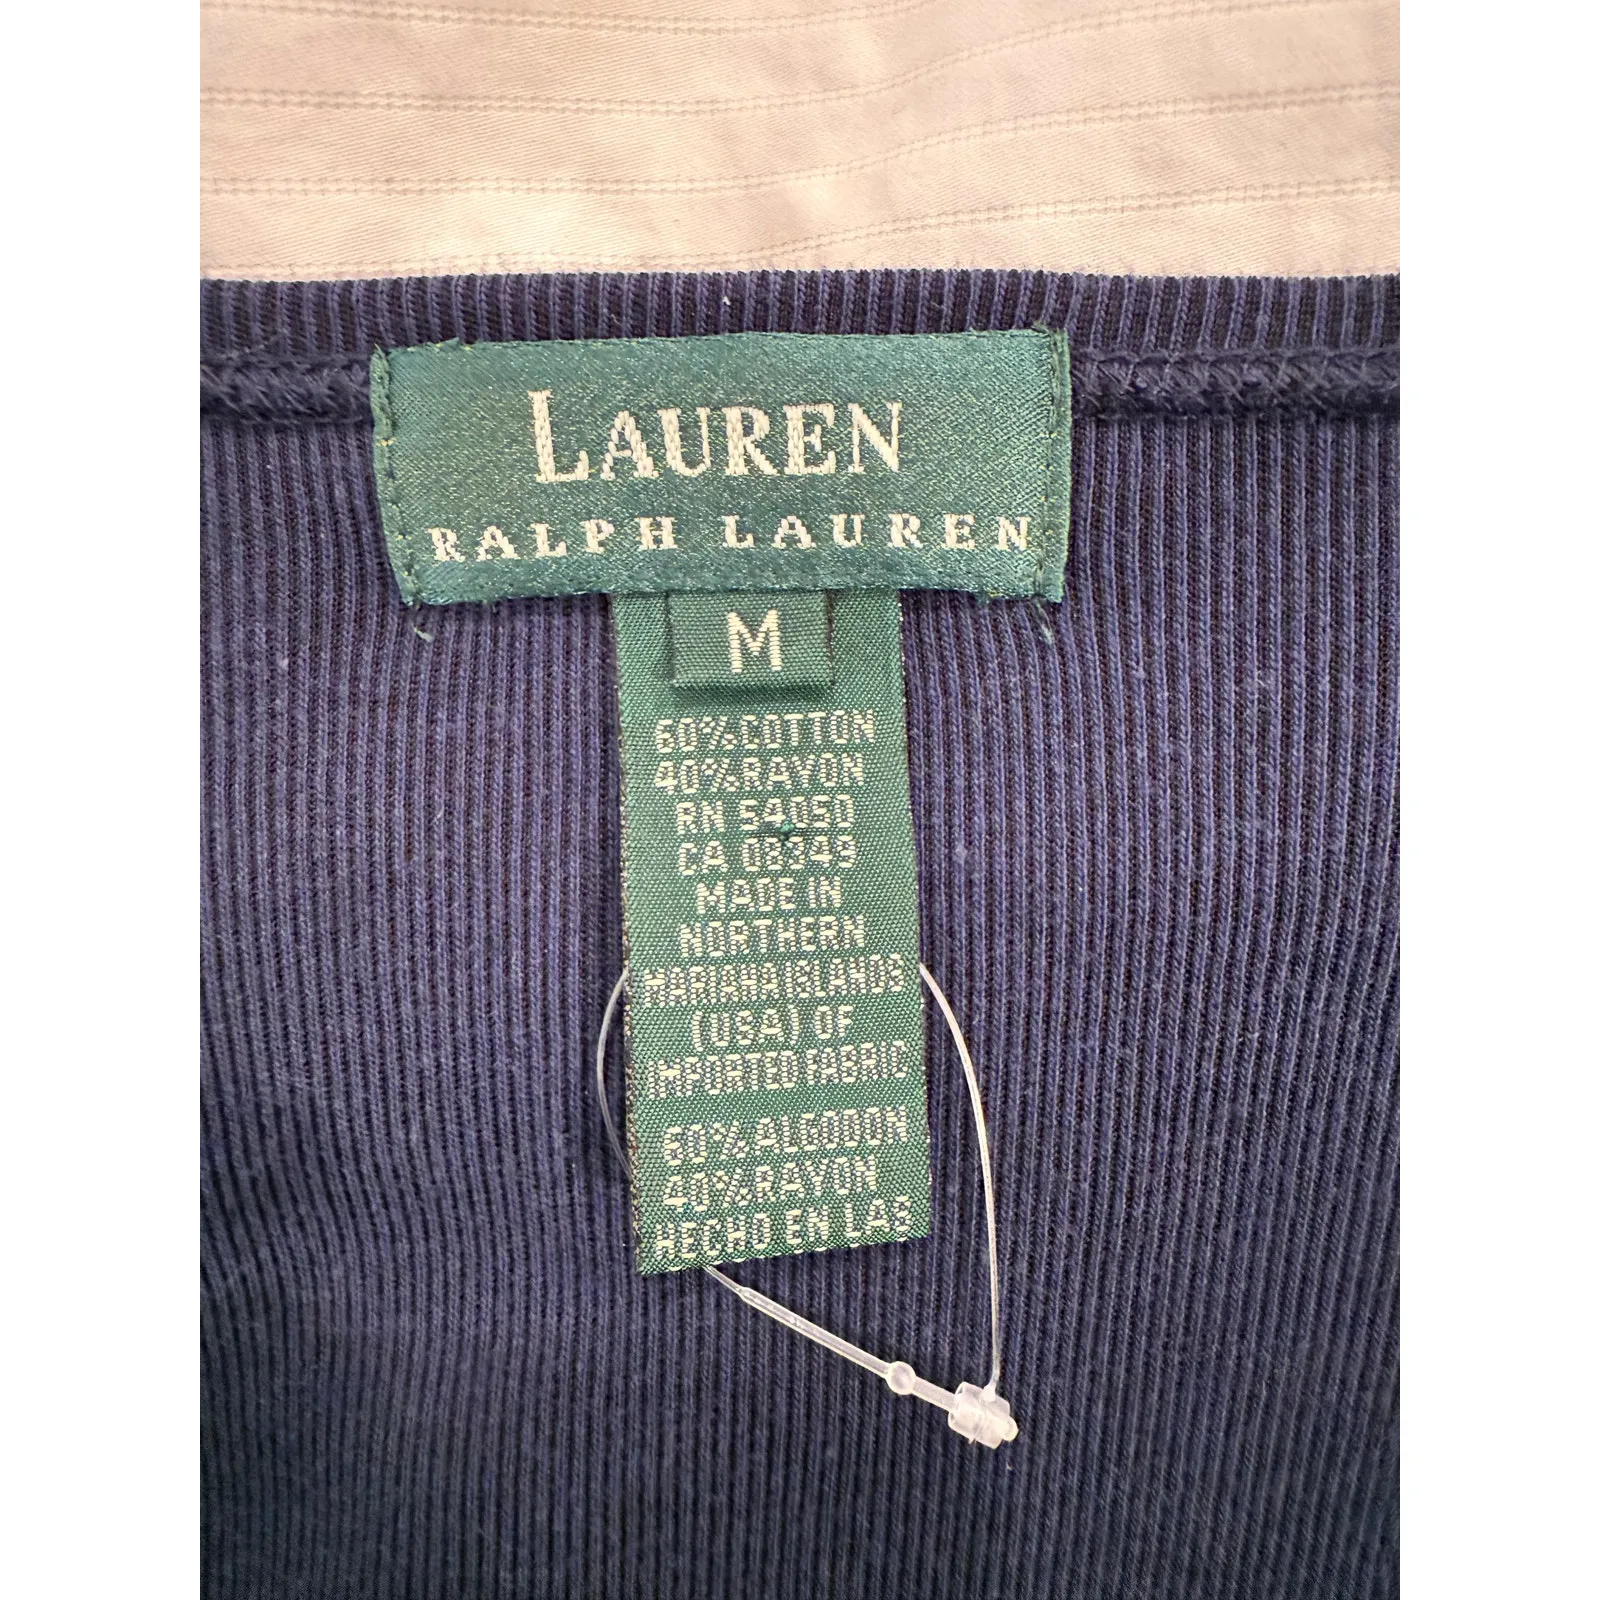 LAUREN
RALPH LAUREN
M
60% COTTON
40% RAYON
RN 54050
CA 08949
MADE IN
NORTHERN
MARIANA ISLANDS
(USA) OF
IMPORTED FABRIC
60% ALGODON
40% RAYON
HECHO EN LAS